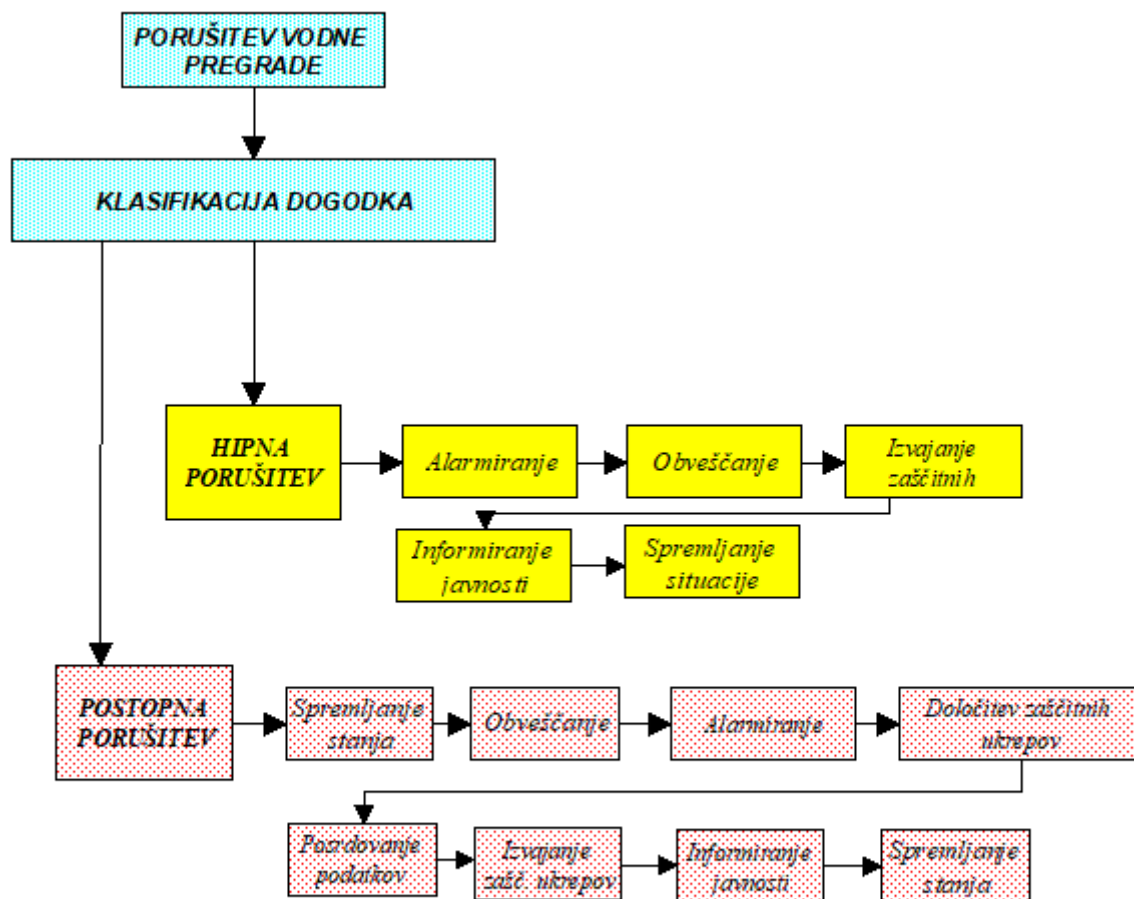 PORUŠITEV VODNE
PREGRADE
KLASIFIKACIJA DOGODKA
HIPNA
PORUŠITEV
Alarmiranje
Obveščanje
Izvajanje
zaščitnih
Informiranje
javnosti
Spremljanje
situacije
POSTOPNA
PORUŠITEV
Spremljanje
stanja
Obveščanje
Alarmiranje
Določitev zaščitnih
ukrepov
Posrdovanje
podatkov
Izvajanje
zašč. ukrepov
Informiranje
javnosti
Spremljanje
stanja